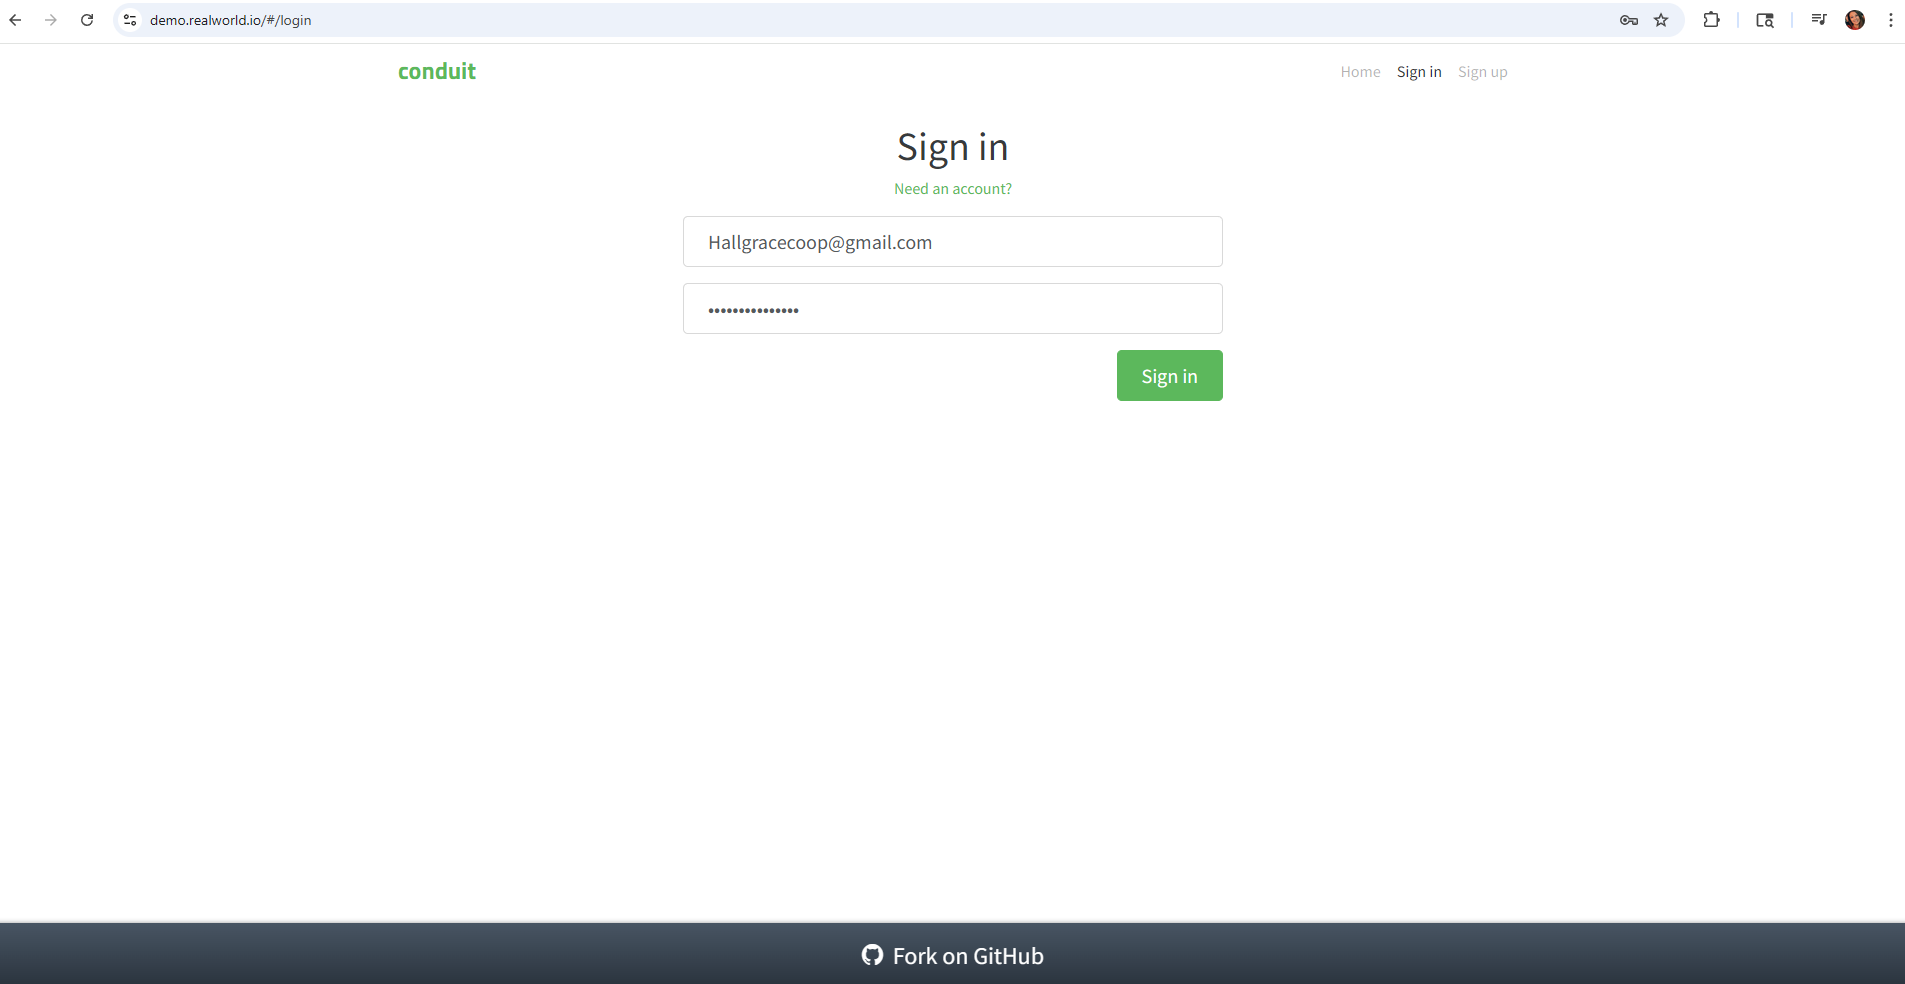 demo.realworld.io/#/login
conduit
Home Sign in Sign up
Sign in
Need an account?
Hallgracecoop@gmail.com
•••••••••••••••
Sign in
Fork on GitHub